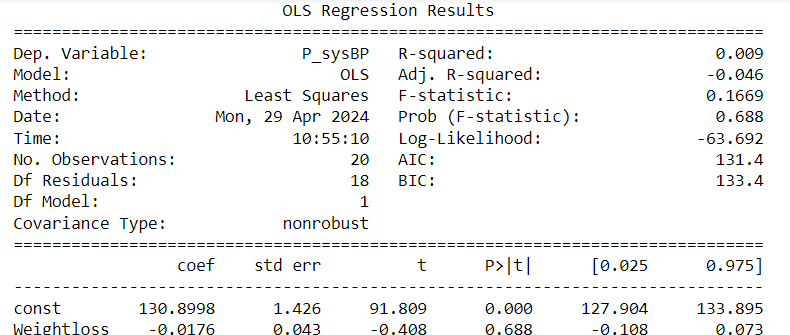 OLS Regression Results
==============================================================================
Dep. Variable: P_sysBP R-squared: 0.009
Model: OLS Adj. R-squared: -0.046
Method: Least Squares F-statistic: 0.1669
Date: Mon, 29 Apr 2024 Prob (F-statistic): 0.688
Time: 10:55:10 Log-Likelihood: -63.692
No. Observations: 20 AIC: 131.4
Df Residuals: 18 BIC: 133.4
Df Model: 1
Covariance Type: nonrobust
==============================================================================
coef std err t P>|t| [0.025 0.975]
------------------------------------------------------------------------------
const 130.8998 1.426 91.809 0.000 127.904 133.895
Weightloss -0.0176 0.043 -0.408 0.688 -0.108 0.073